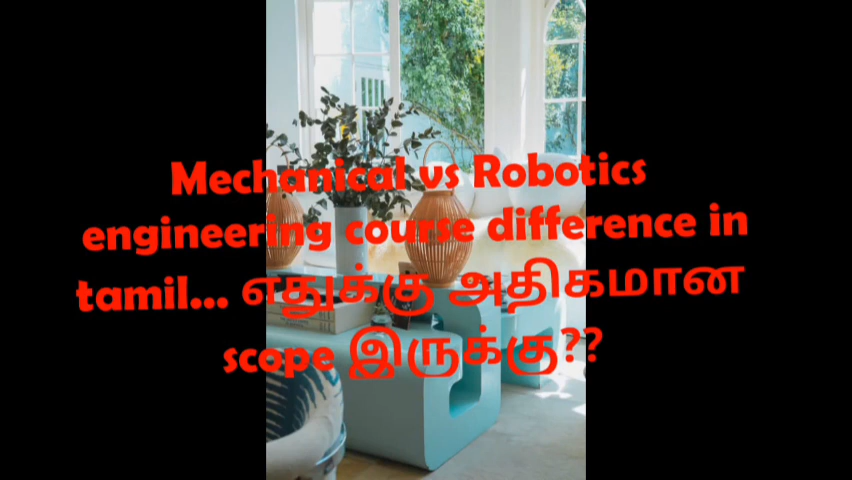 Mechanical vs Robotics
engineering course difference in
tamil... எதுக்கு அதிகமான
scope இருக்கு??